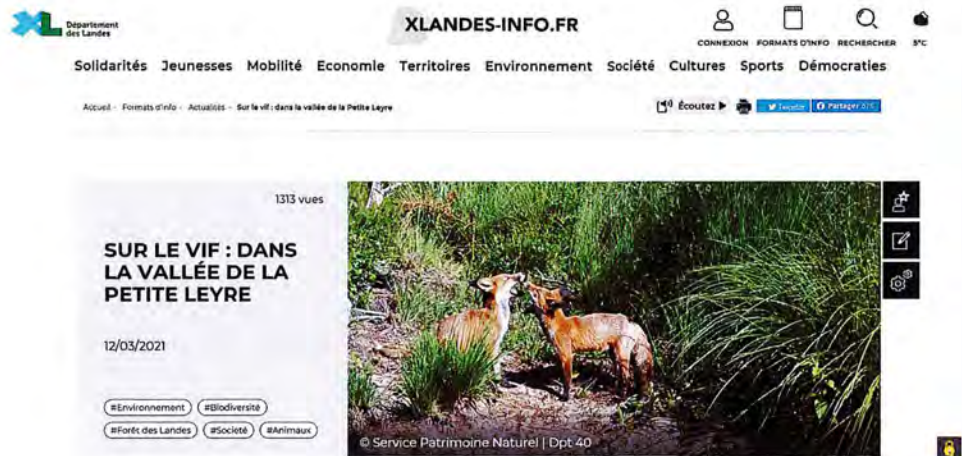 Département
des Landes
XLANDES-INFO.FR
CONNEXION FORMATS D'INFO RECHERCHER 5°C
Solidarités Jeunesses Mobilité Economie Territoires Environnement Société Cultures Sports Démocraties
Accueil - Formats d'info - Actualités - Sur le vif : dans la vallée de la Petite Leyre
Écoutez
Tweeter
Partager
1313 vues
SUR LE VIF : DANS
LA VALLÉE DE LA
PETITE LEYRE
12/03/2021
#Environnement #Biodiversité
#Forêt des Landes #Société #Animaux
© Service Patrimoine Naturel | Dpt 40